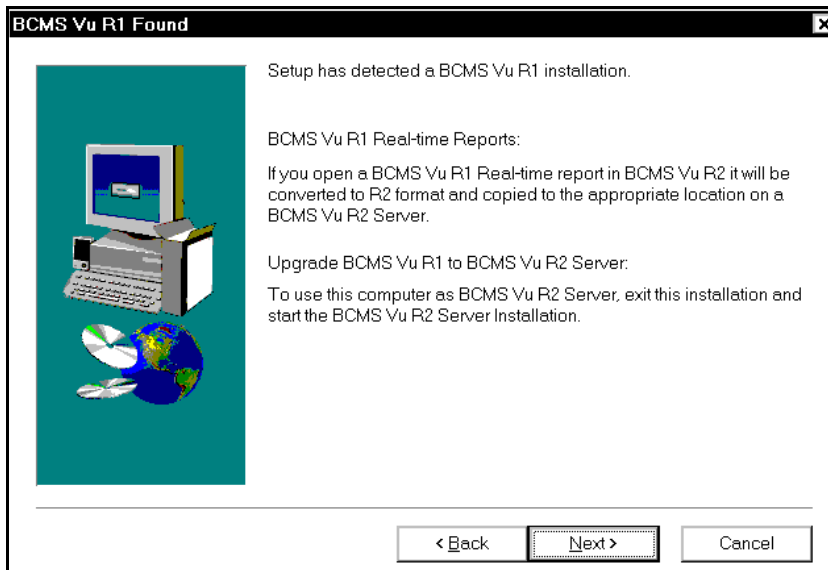 BCMS Vu R1 Found
Setup has detected a BCMS Vu R1 installation.
BCMS Vu R1 Real-time Reports:
If you open a BCMS Vu R1 Real-time report in BCMS Vu R2 it will be
converted to R2 format and copied to the appropriate location on a
BCMS Vu R2 Server.
Upgrade BCMS Vu R1 to BCMS Vu R2 Server:
To use this computer as BCMS Vu R2 Server, exit this installation and
start the BCMS Vu R2 Server Installation.
< Back
Next >
Cancel